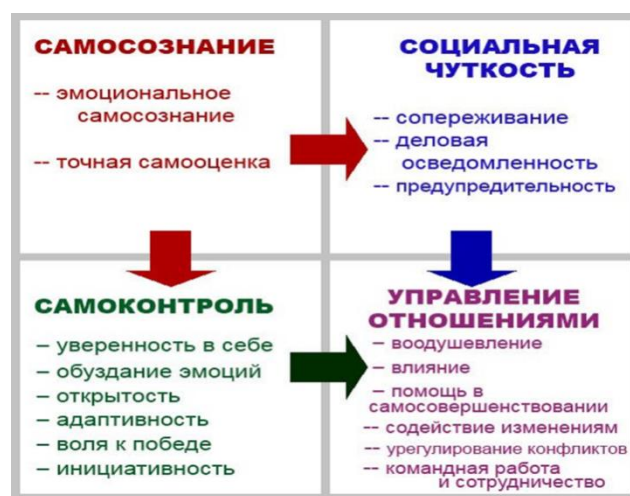 САМОСОЗНАНИЕ
-- эмоциональное
самосознание
-- точная самооценка
СОЦИАЛЬНАЯ
ЧУТКОСТЬ
-- сопереживание
-- деловая
осведомленность
-- предупредительность
САМОКОНТРОЛЬ
– уверенность в себе
– обуздание эмоций
– открытость
– адаптивность
– воля к победе
– инициативность
УПРАВЛЕНИЕ
ОТНОШЕНИЯМИ
– воодушевление
– влияние
– помощь в
самосовершенствовании
-- содействие изменениям
-- урегулирование конфликтов
-- командная работа
и сотрудничество